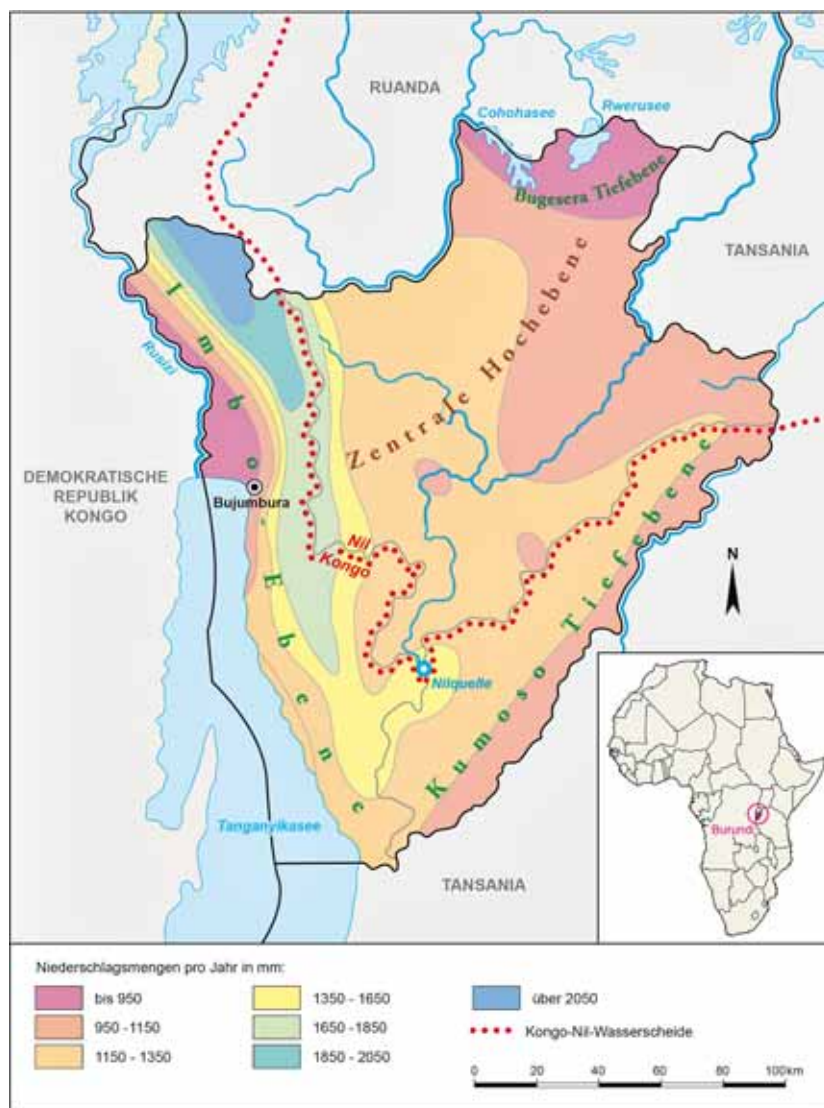 RUANDA
Cohohasee
Rwerusee
Bugesera Tiefebene
TANSANIA
Imbo-Ebene
Rusizi
Zentrale Hochebene
DEMOKRATISCHE
REPUBLIK
KONGO
Bujumbura
Nil
Kongo
N
Nilquelle
Kumoso Tiefebene
Tanganyikasee
TANSANIA
Burundi
Niederschlagsmengen pro Jahr in mm:
bis 950
950 -1150
1150 - 1350
1350 - 1650
1650 - 1850
1850 - 2050
über 2050
Kongo-Nil-Wasserscheide
0 20 40 60 80 100km